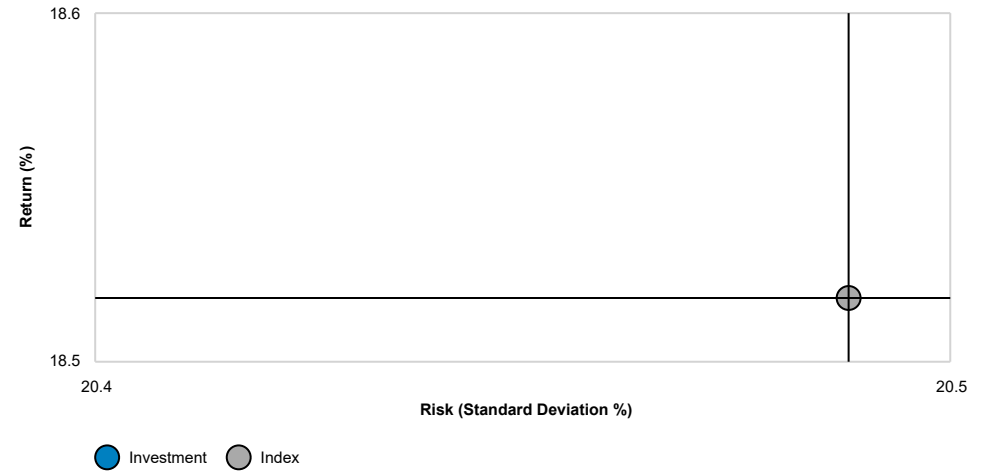 18.6
Return (%)
18.5
20.4
20.5
Risk (Standard Deviation %)
Investment
Index